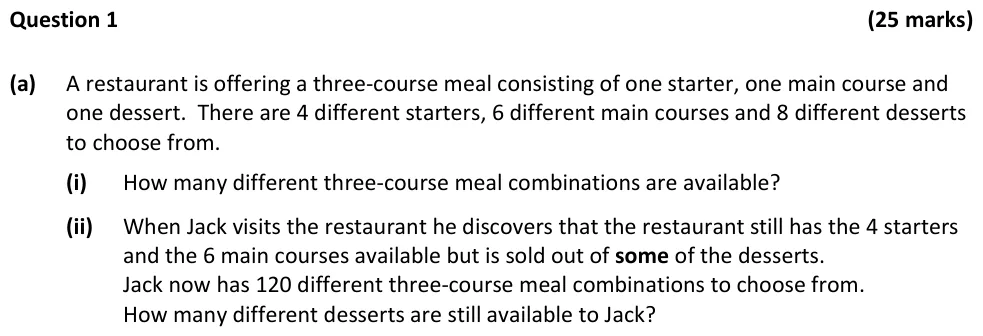 Question 1 (25 marks)
(a) A restaurant is offering a three-course meal consisting of one starter, one main course and
one dessert. There are 4 different starters, 6 different main courses and 8 different desserts
to choose from.
(i) How many different three-course meal combinations are available?
(ii) When Jack visits the restaurant he discovers that the restaurant still has the 4 starters
and the 6 main courses available but is sold out of some of the desserts.
Jack now has 120 different three-course meal combinations to choose from.
How many different desserts are still available to Jack?